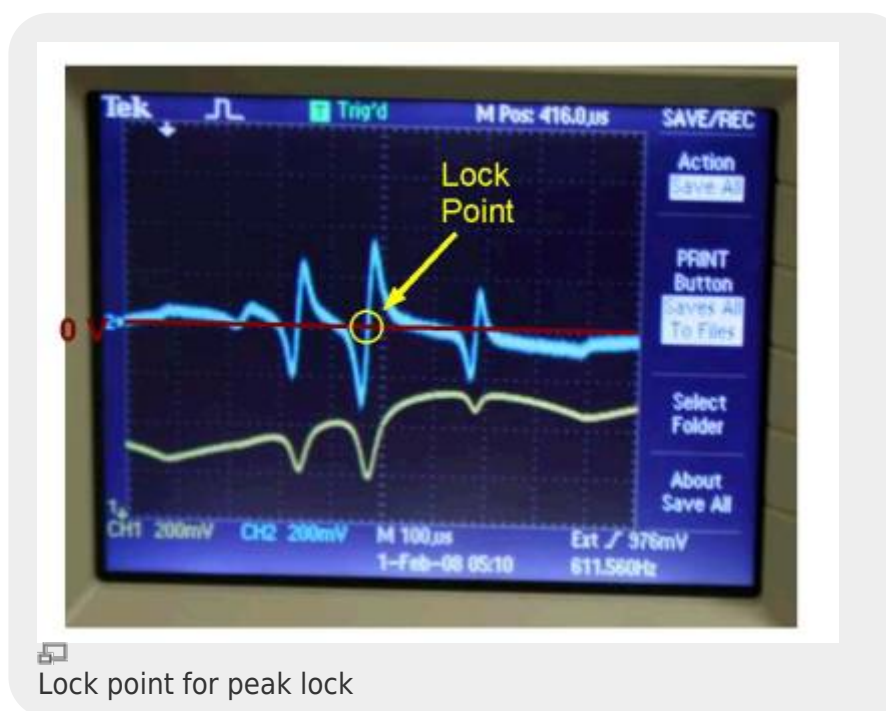 Tek
Trig'd
M Pos: 416.0µs
SAVE/REC
Action
Save All
Lock
Point
PRINT
Button
Saves All
To Files
0 V
2
Select
Folder
About
Save All
1
CH1 200mV
CH2 200mV
M 100µs
Ext
976mV
1-Feb-08 05:10
611.560Hz
Lock point for peak lock